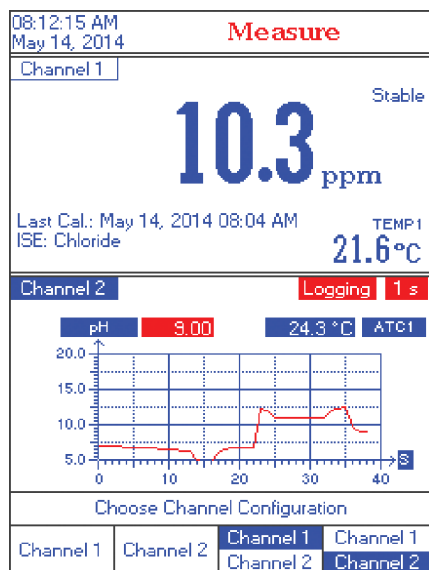 08:12:15 AM
May 14, 2014
Measure
Channel 1
Stable
10.3 ppm
Last Cal.: May 14, 2014 08:04 AM
ISE: Chloride
TEMP1
21.6°C
Channel 2
Logging 1 s
pH 9.00 24.3 °C ATC1
20.0
15.0
10.0
5.0
0 10 20 30 40
S
Choose Channel Configuration
Channel 1
Channel 2
Channel 1
Channel 2
Channel 1
Channel 2